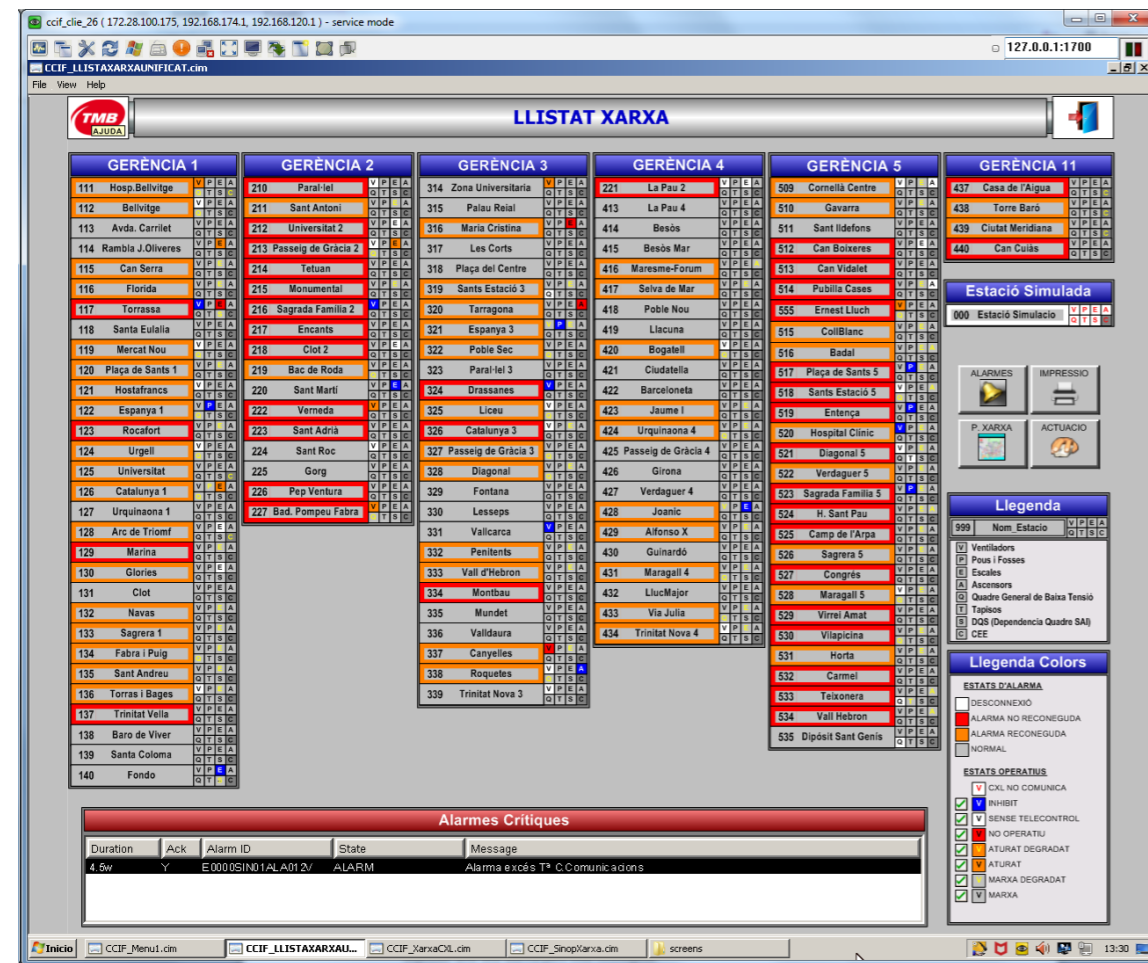 ccif_clie_26 ( 172.28.100.175, 192.168.174.1, 192.168.120.1 ) - service mode
127.0.0.1:1700
CCIF_LLISTAXARXAUNIFICAT.cim
File View Help
TMB
AJUDA
LLISTAT XARXA
GERÈNCIA 1
111 Hosp.Bellvitge
112 Bellvitge
113 Avda. Carrilet
114 Rambla J.Oliveres
115 Can Serra
116 Florida
117 Torrassa
118 Santa Eulalia
119 Mercat Nou
120 Plaça de Sants 1
121 Hostafrancs
122 Espanya 1
123 Rocafort
124 Urgell
125 Universitat
126 Catalunya 1
127 Urquinaona 1
128 Arc de Triomf
129 Marina
130 Glories
131 Clot
132 Navas
133 Sagrera 1
134 Fabra i Puig
135 Sant Andreu
136 Torras i Bages
137 Trinitat Vella
138 Baro de Viver
139 Santa Coloma
140 Fondo
GERÈNCIA 2
210 Paral·lel
211 Sant Antoni
212 Universitat 2
213 Passeig de Gràcia 2
214 Tetuan
215 Monumental
216 Sagrada Familia 2
217 Encants
218 Clot 2
219 Bac de Roda
220 Sant Martí
222 Verneda
223 Sant Adrià
224 Sant Roc
225 Gorg
226 Pep Ventura
227 Bad. Pompeu Fabra
GERÈNCIA 3
314 Zona Universitaria
315 Palau Reial
316 Maria Cristina
317 Les Corts
318 Plaça del Centre
319 Sants Estació 3
320 Tarragona
321 Espanya 3
322 Poble Sec
323 Paral·lel 3
324 Drassanes
325 Liceu
326 Catalunya 3
327 Passeig de Gràcia 3
328 Diagonal
329 Fontana
330 Lesseps
331 Vallcarca
332 Penitents
333 Vall d'Hebron
334 Montbau
335 Mundet
336 Valldaura
337 Canyelles
338 Roquetes
339 Trinitat Nova 3
GERÈNCIA 4
221 La Pau 2
413 La Pau 4
414 Besòs
415 Besòs Mar
416 Maresme-Forum
417 Selva de Mar
418 Poble Nou
419 Llacuna
420 Bogatell
421 Ciudatella
422 Barceloneta
423 Jaume I
424 Urquinaona 4
425 Passeig de Gràcia 4
426 Girona
427 Verdaguer 4
428 Joanic
429 Alfonso X
430 Guinardó
431 Maragall 4
432 LlucMajor
433 Via Julia
434 Trinitat Nova 4
GERÈNCIA 5
509 Cornellà Centre
510 Gavarra
511 Sant Ildefons
512 Can Boixeres
513 Can Vidalet
514 Pubilla Cases
555 Ernest Lluch
515 CollBlanc
516 Badal
517 Plaça de Sants 5
518 Sants Estació 5
519 Entença
520 Hospital Clínic
521 Diagonal 5
522 Verdaguer 5
523 Sagrada Familia 5
524 H. Sant Pau
525 Camp de l'Arpa
526 Sagrera 5
527 Congrés
528 Maragall 5
529 Virrei Amat
530 Vilapicina
531 Horta
532 Carmel
533 Teixonera
534 Vall Hebron
535 Dipòsit Sant Genis
GERÈNCIA 11
437 Casa de l'Aigua
438 Torre Baró
439 Ciutat Meridiana
440 Can Cuiàs
Estació Simulada
000 Estació Simulacio V P E A
Q T S C
ALARMES IMPRESSIO
P. XARXA ACTUACIO
Llegenda
999 Nom_Estacio V P E A
Q T S C
V Ventiladors
P Pous i Fosses
E Escales
A Ascensors
Q Quadre General de Baixa Tensió
T Tapisos
S DQS (Dependencia Quadre SAI)
C CEE
Llegenda Colors
ESTATS D'ALARMA
DESCONNEXIÓ
ALARMA NO RECONEGUDA
ALARMA RECONEGUDA
NORMAL
ESTATS OPERATIUS
V CXL NO COMUNICA
V INHIBIT
V SENSE TELECONTROL
V NO OPERATIU
V ATURAT DEGRADAT
V ATURAT
V MARXA DEGRADAT
V MARXA
Alarmes Critiques
Duration Ack Alarm ID State Message
4.5w Y E0000SIN01ALA012V ALARM Alarma excés Tª C.Comunicacions
Inicio CCIF_Menu1.cim CCIF_LLISTAXARXAU... CCIF_XarxaCXL.cim CCIF_SinopXarxa.cim screens 13:30